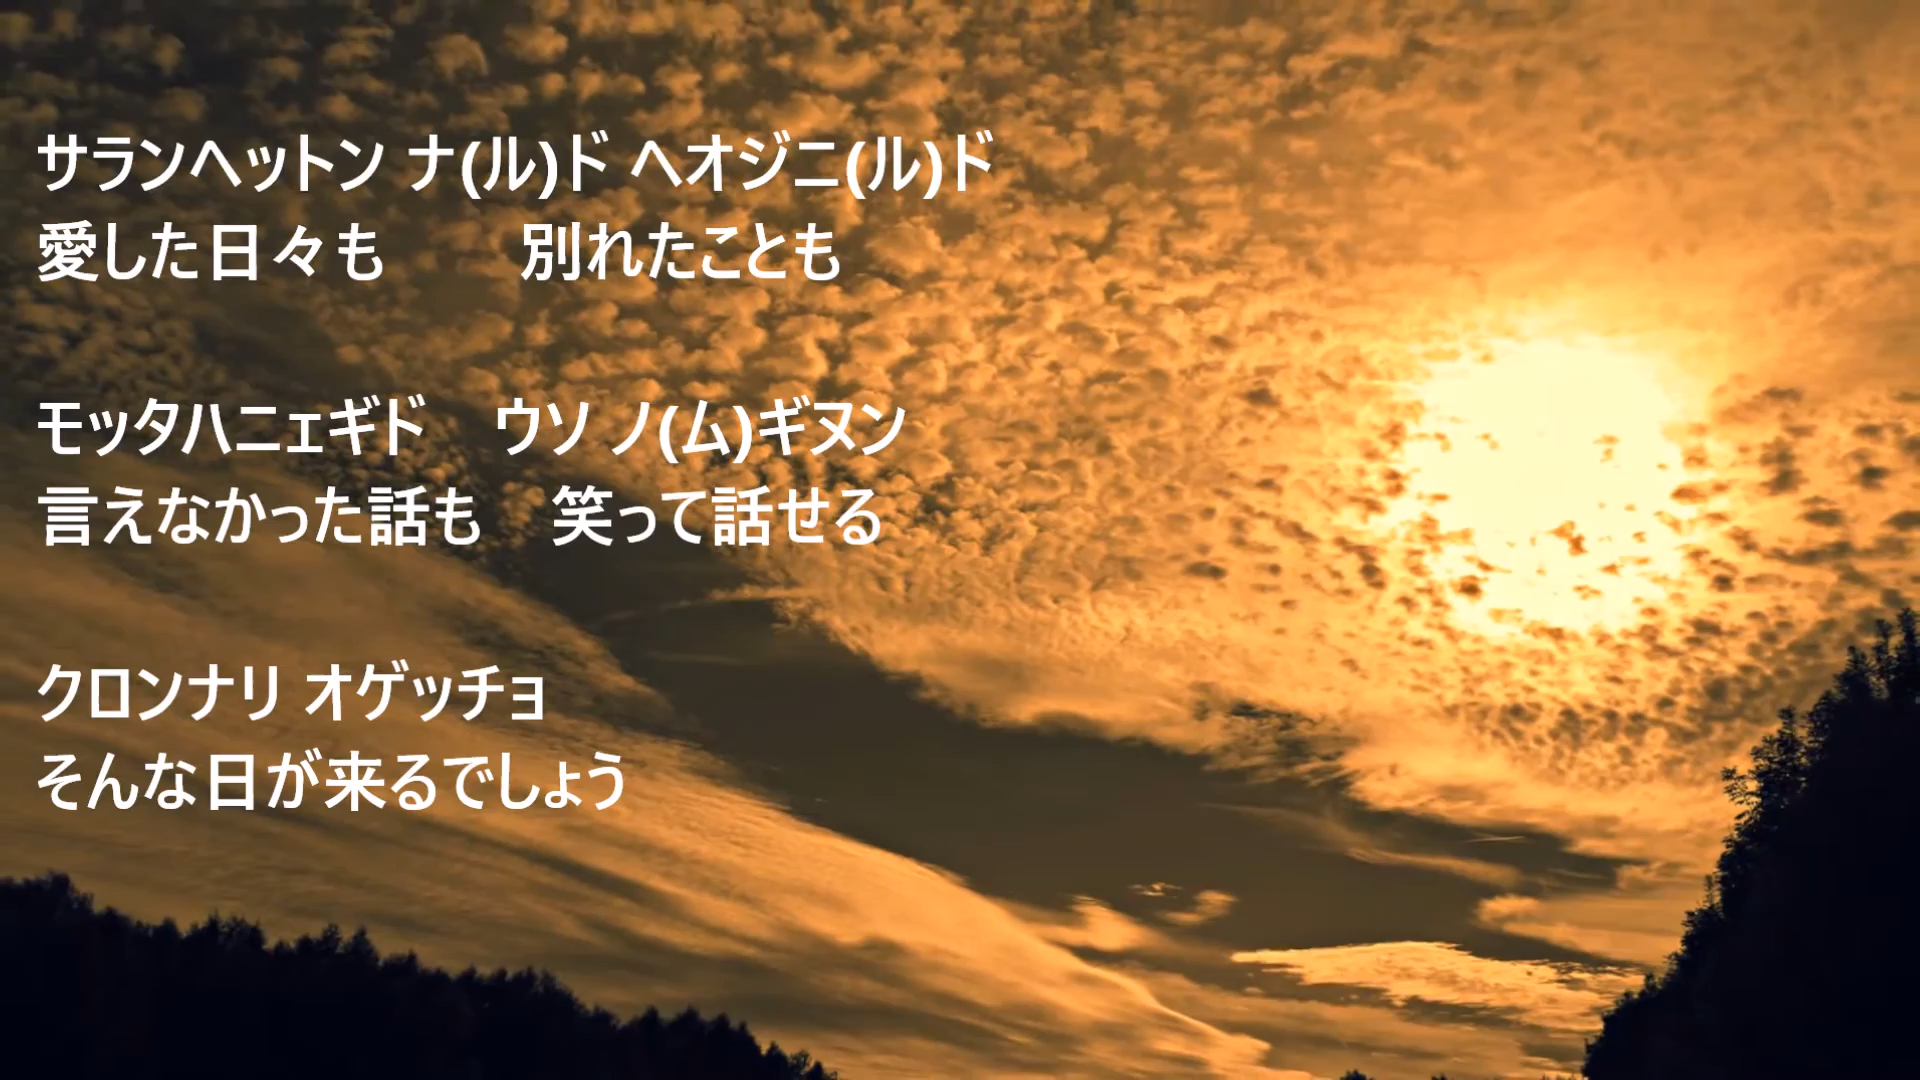 サランヘットン ナ(ル)ド ヘオジニ(ル)ド
愛した日々も　　別れたことも
モッタハニェギド　ウソ ノ(ム)ギヌン
言えなかった話も　笑って話せる
クロンナリ オゲッチョ
そんな日が来るでしょう